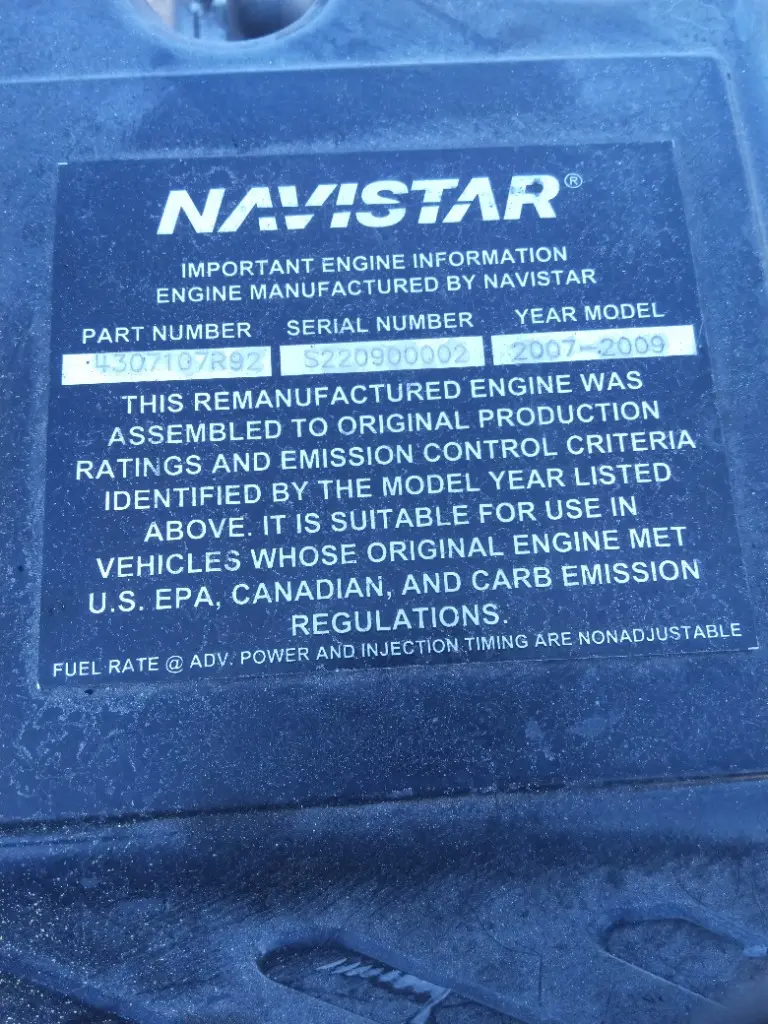 NAVISTAR®
IMPORTANT ENGINE INFORMATION
ENGINE MANUFACTURED BY NAVISTAR
PART NUMBER SERIAL NUMBER YEAR MODEL
4307107R92 S220900002 2007-2009
THIS REMANUFACTURED ENGINE WAS
ASSEMBLED TO ORIGINAL PRODUCTION
RATINGS AND EMISSION CONTROL CRITERIA
IDENTIFIED BY THE MODEL YEAR LISTED
ABOVE. IT IS SUITABLE FOR USE IN
VEHICLES WHOSE ORIGINAL ENGINE MET
U.S. EPA, CANADIAN, AND CARB EMISSION
REGULATIONS.
FUEL RATE @ ADV. POWER AND INJECTION TIMING ARE NONADJUSTABLE